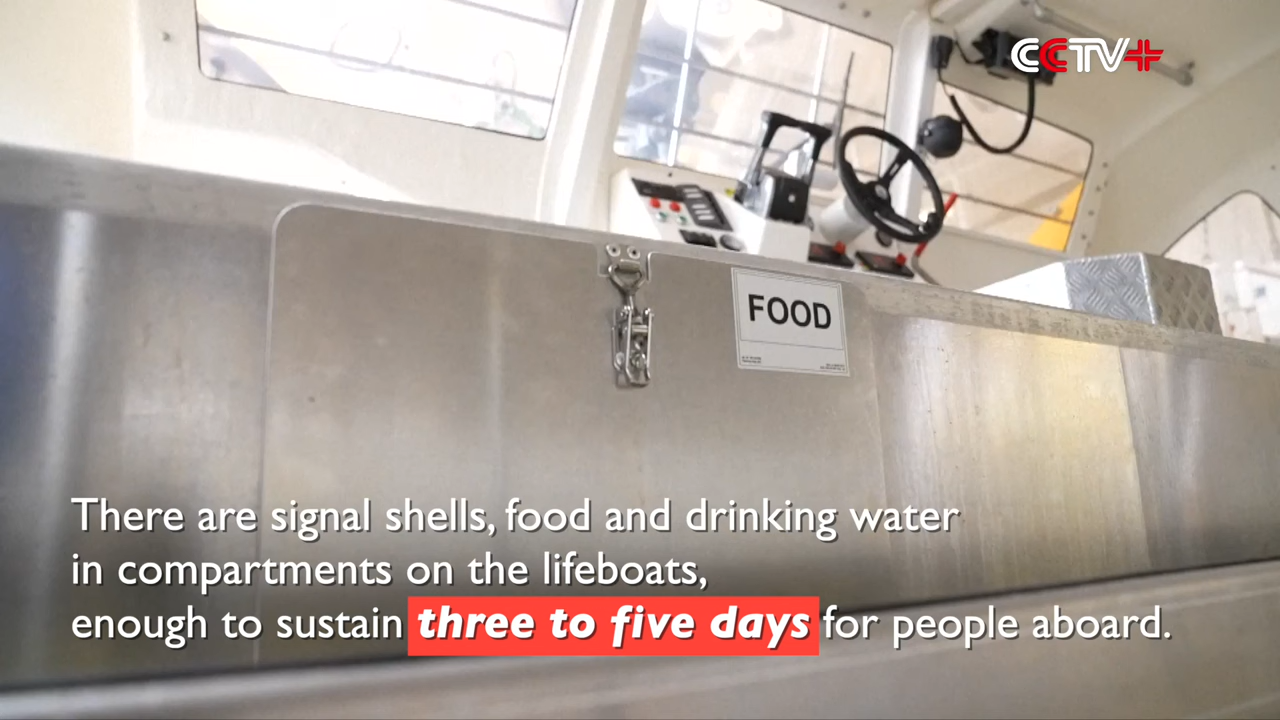 CCTV+
FOOD
There are signal shells, food and drinking water
in compartments on the lifeboats,
enough to sustain three to five days for people aboard.